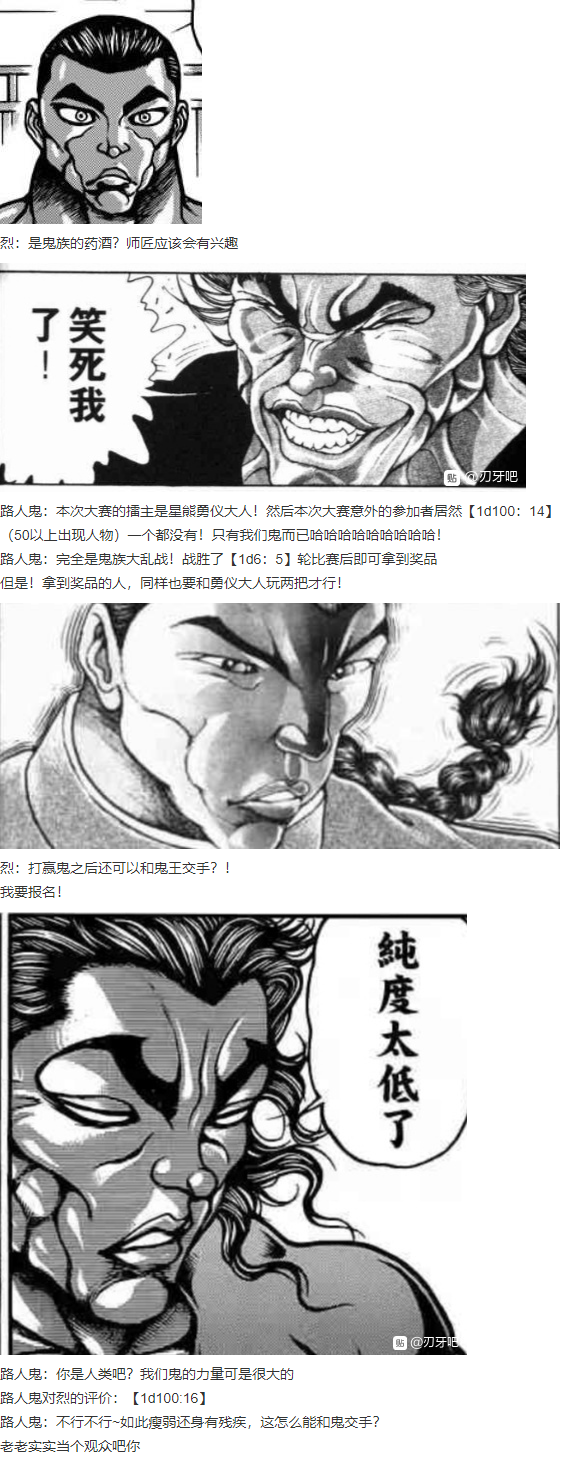 烈：是鬼族的药酒？师匠应该会有兴趣
笑死我
了！
贴 @刃牙吧
路人鬼：本次大赛的擂主是星熊勇仪大人！然后本次大赛意外的参加者居然【1d100：14】
（50以上出现人物）一个都没有！只有我们鬼而已哈哈哈哈哈哈哈哈哈！
路人鬼：完全是鬼族大乱战！战胜了【1d6：5】轮比赛后即可拿到奖品
但是！拿到奖品的人，同样也要和勇仪大人玩两把才行！
烈：打赢鬼之后还可以和鬼王交手？！
我要报名！
純度太低了
贴 @刃牙吧
路人鬼：你是人类吧？我们鬼的力量可是很大的
路人鬼对烈的评价：【1d100:16】
路人鬼：不行不行~如此瘦弱还身有残疾，这怎么能和鬼交手？
老老实实当个观众吧你